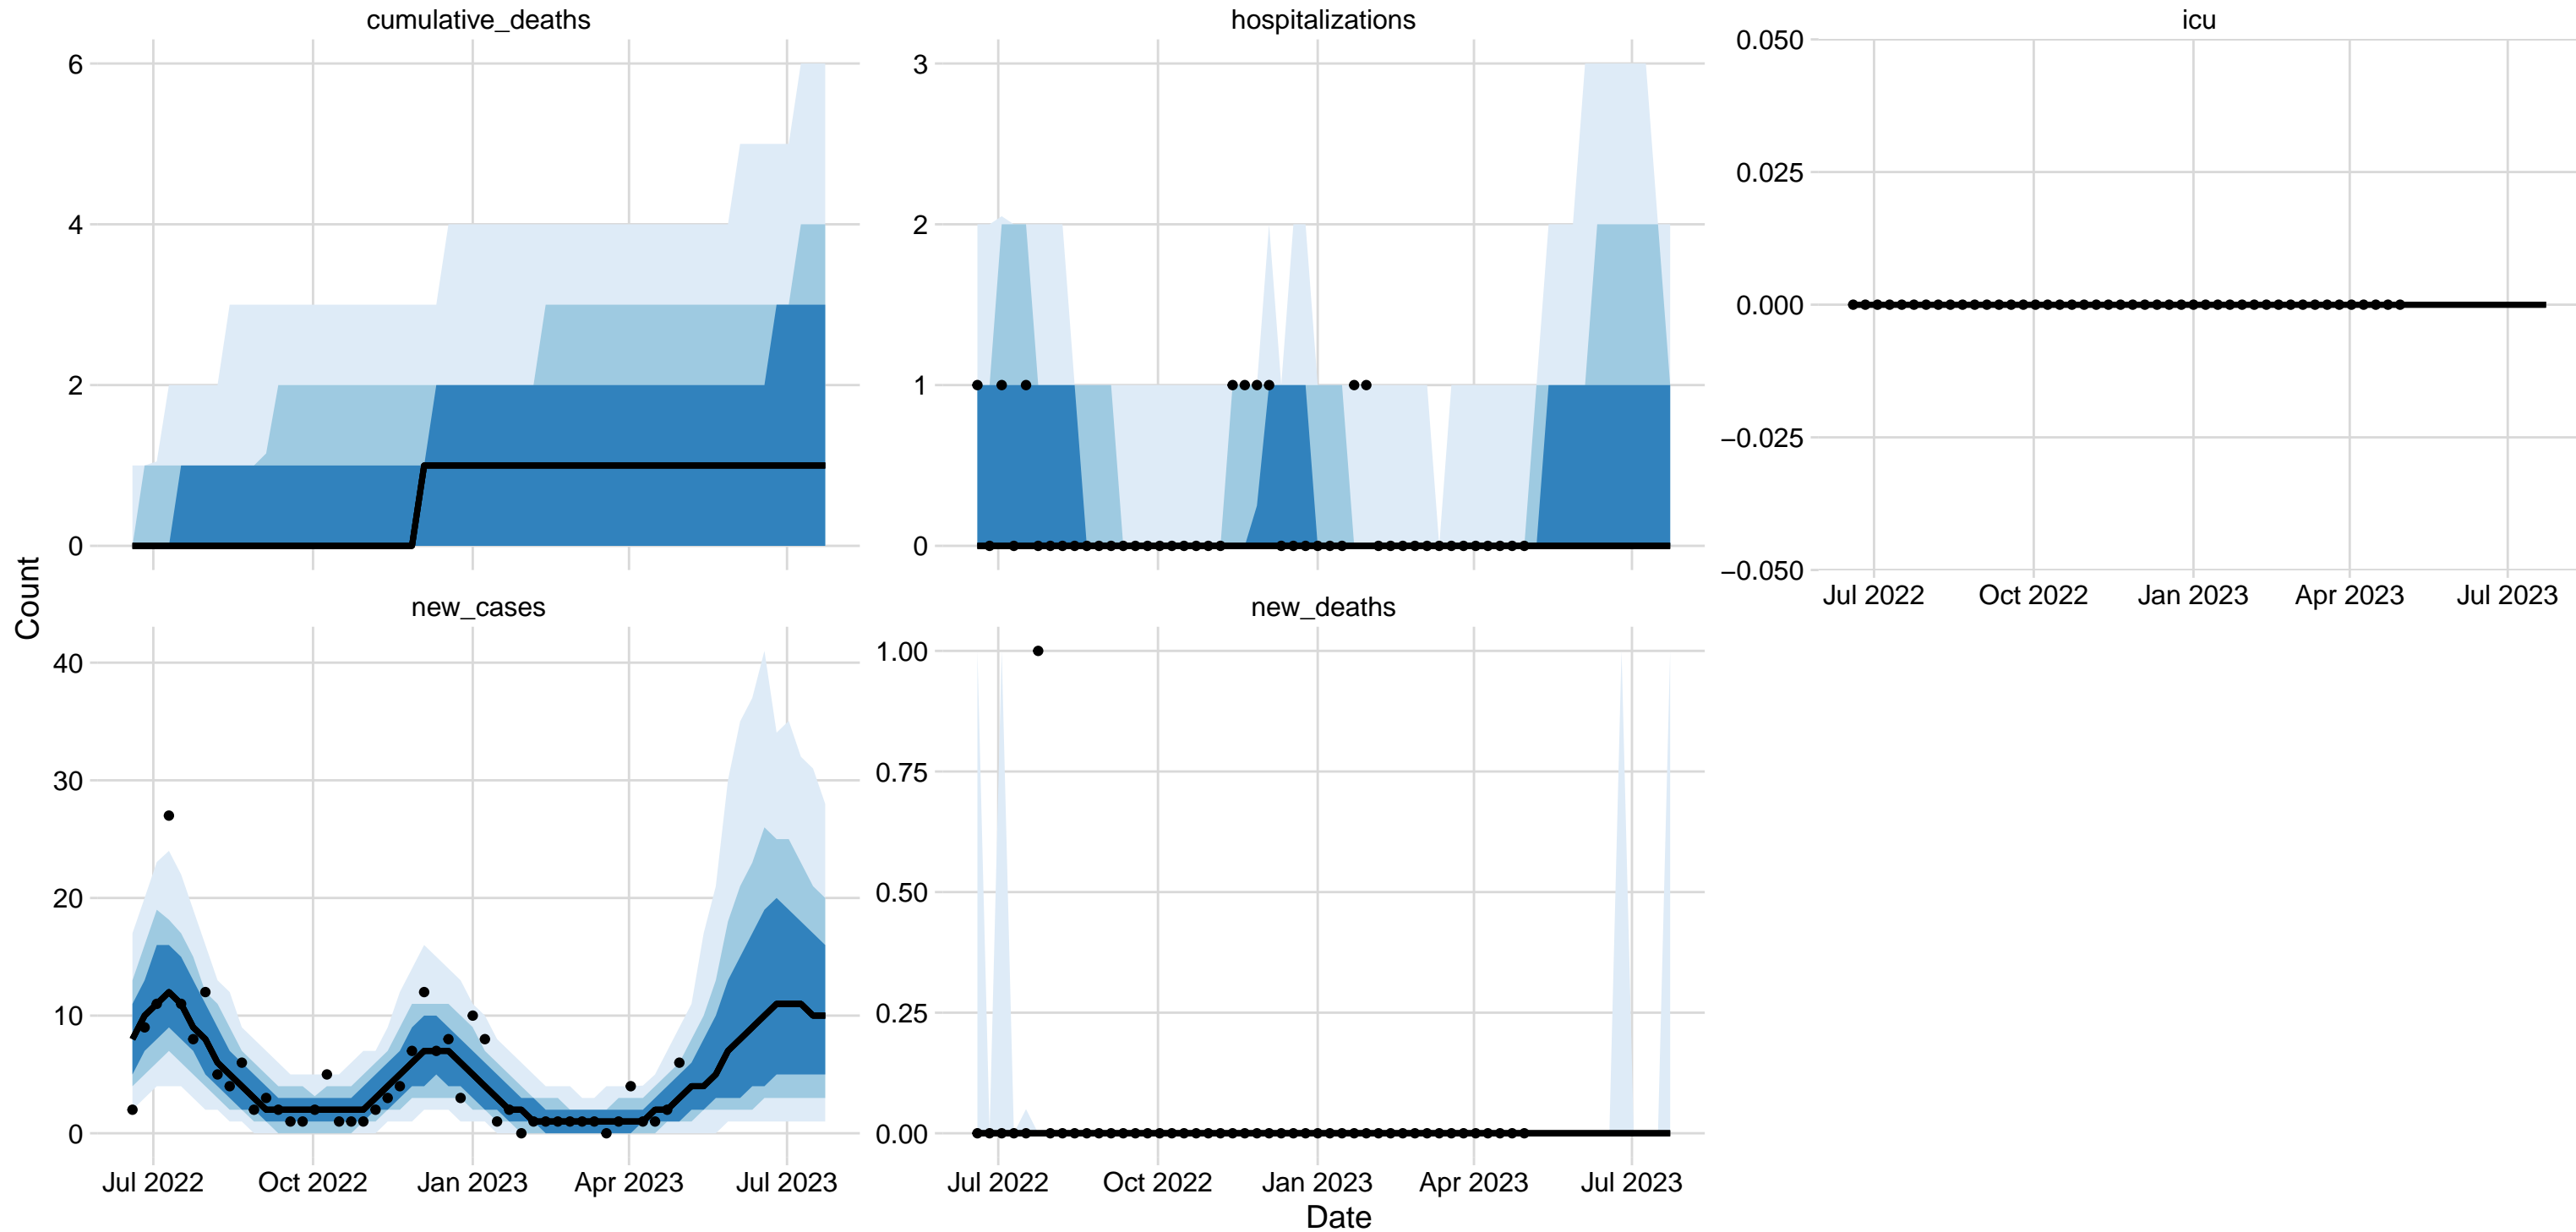 cumulative_deaths
hospitalizations
icu
6
4
2
0
3
2
1
0
0.050
0.025
0.000
−0.025
−0.050
Jul 2022 Oct 2022 Jan 2023 Apr 2023 Jul 2023
Count
new_cases
new_deaths
40
30
20
10
0
1.00
0.75
0.50
0.25
0.00
Jul 2022 Oct 2022 Jan 2023 Apr 2023 Jul 2023
Jul 2022 Oct 2022 Jan 2023 Apr 2023 Jul 2023
Date